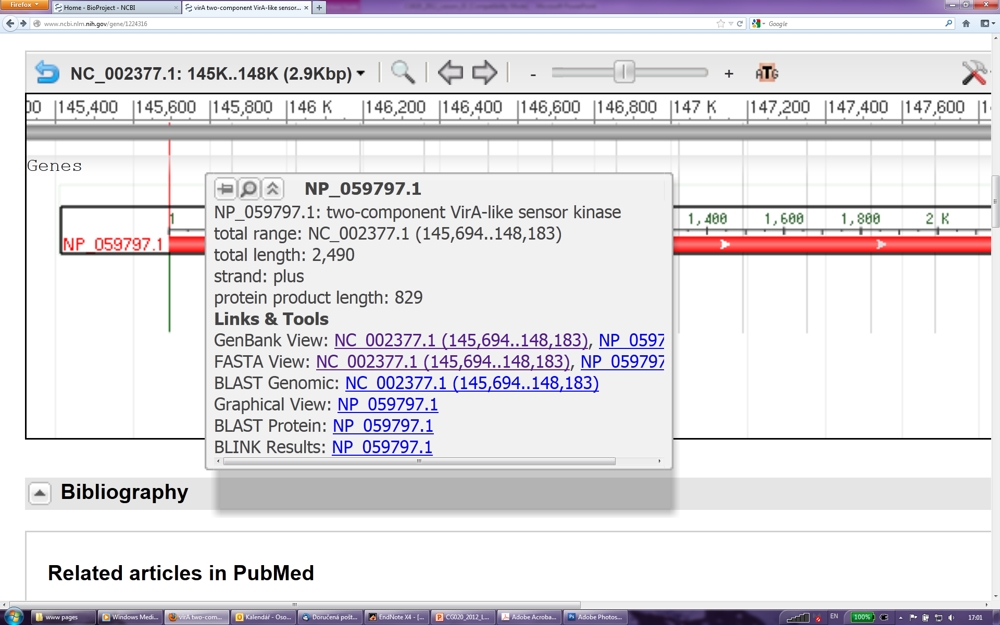 Firefox
Home - BioProject - NCBI
virA two-component VirA-like sensor...
www.ncbi.nlm.nih.gov/gene/1224316
Google
NC_002377.1: 145K..148K (2.9Kbp)
- + ATG
00 145,400 145,600 145,800 146 K 146,200 146,400 146,600 146,800 147 K 147,200 147,400 147,600
Genes
1
1,400 1,600 1,800 2 K
NP_059797.1
NP_059797.1
NP_059797.1: two-component VirA-like sensor kinase
total range: NC_002377.1 (145,694..148,183)
total length: 2,490
strand: plus
protein product length: 829
Links & Tools
GenBank View: NC_002377.1 (145,694..148,183), NP_0597
FASTA View: NC_002377.1 (145,694..148,183), NP_059797
BLAST Genomic: NC_002377.1 (145,694..148,183)
Graphical View: NP_059797.1
BLAST Protein: NP_059797.1
BLINK Results: NP_059797.1
Bibliography
Related articles in PubMed
www pages
Windows Medi...
virA two-com...
Kalendář - Oso...
Doručená pošt...
EndNote X4 - [...
CG020_2012_L...
Adobe Acroba...
Adobe Photos...
EN
100%
17:01